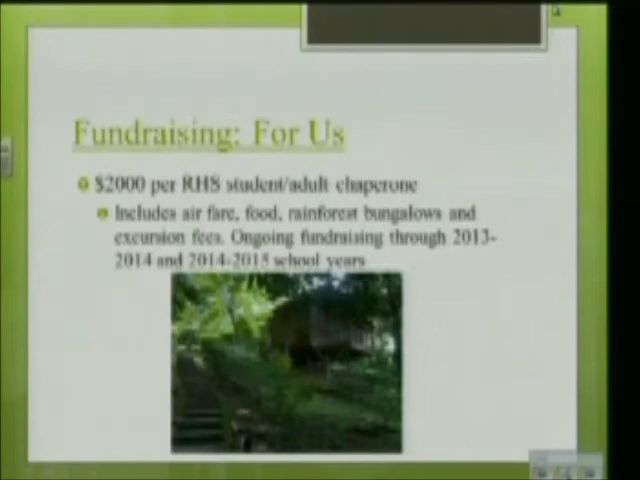 Fundraising: For Us
$2000 per RHS student/adult chaperone
Includes air fare, food, rainforest bungalows and
excursion fees. Ongoing fundraising through 2013-
2014 and 2014-2015 school years